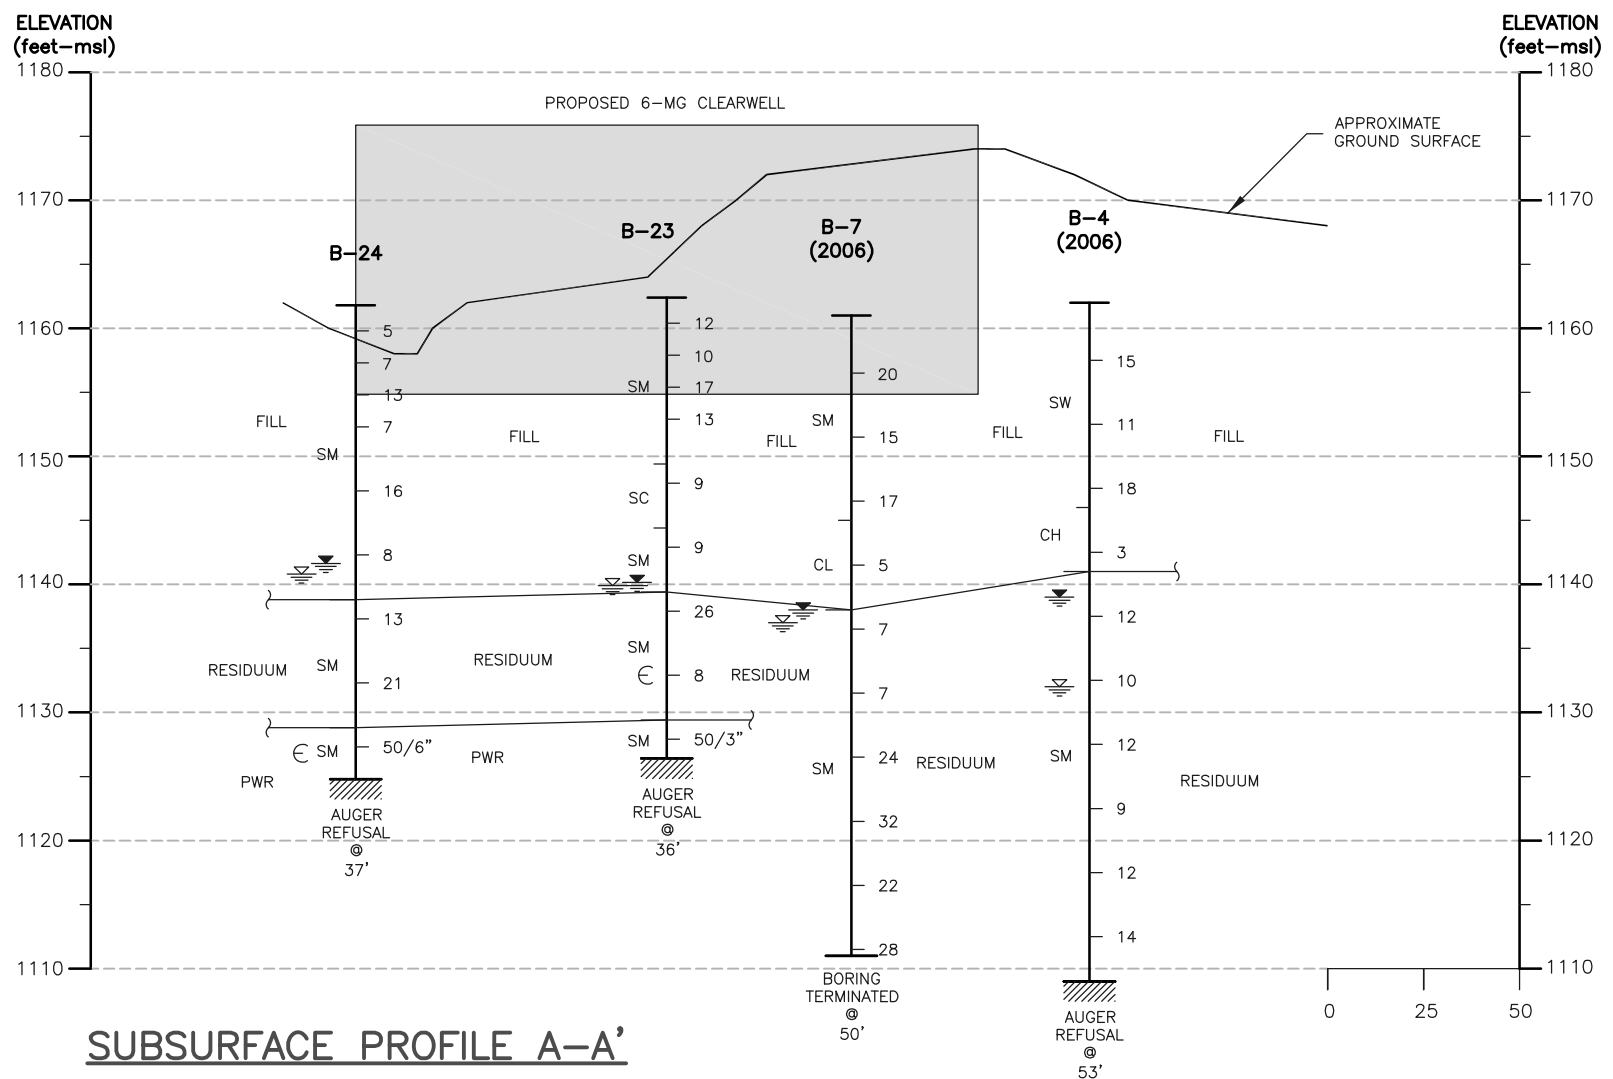 ELEVATION
(feet-msl)
ELEVATION
(feet-msl)
1180
1180
PROPOSED 6-MG CLEARWELL
APPROXIMATE
GROUND SURFACE
1170
1170
B-24
B-23
B-7
(2006)
B-4
(2006)
1160
1160
5
7
13
7
FILL
SM
16
8
13
RESIDUUM
SM
21
Є SM
50/6”
PWR
AUGER
REFUSAL
@
37'
12
10
SM
17
13
FILL
SC
9
9
SM
26
SM
RESIDUUM
Є
8
SM
50/3”
PWR
AUGER
REFUSAL
@
36'
20
SM
FILL
15
17
CL
5
7
RESIDUUM
7
24
SM
32
22
28
BORING
TERMINATED
@
50'
15
SW
11
FILL
FILL
18
CH
3
12
10
12
SM
RESIDUUM
RESIDUUM
9
12
14
AUGER
REFUSAL
@
53'
1150
1150
1140
1140
1130
1130
1120
1120
1110
1110
0
25
50
SUBSURFACE PROFILE A-A'